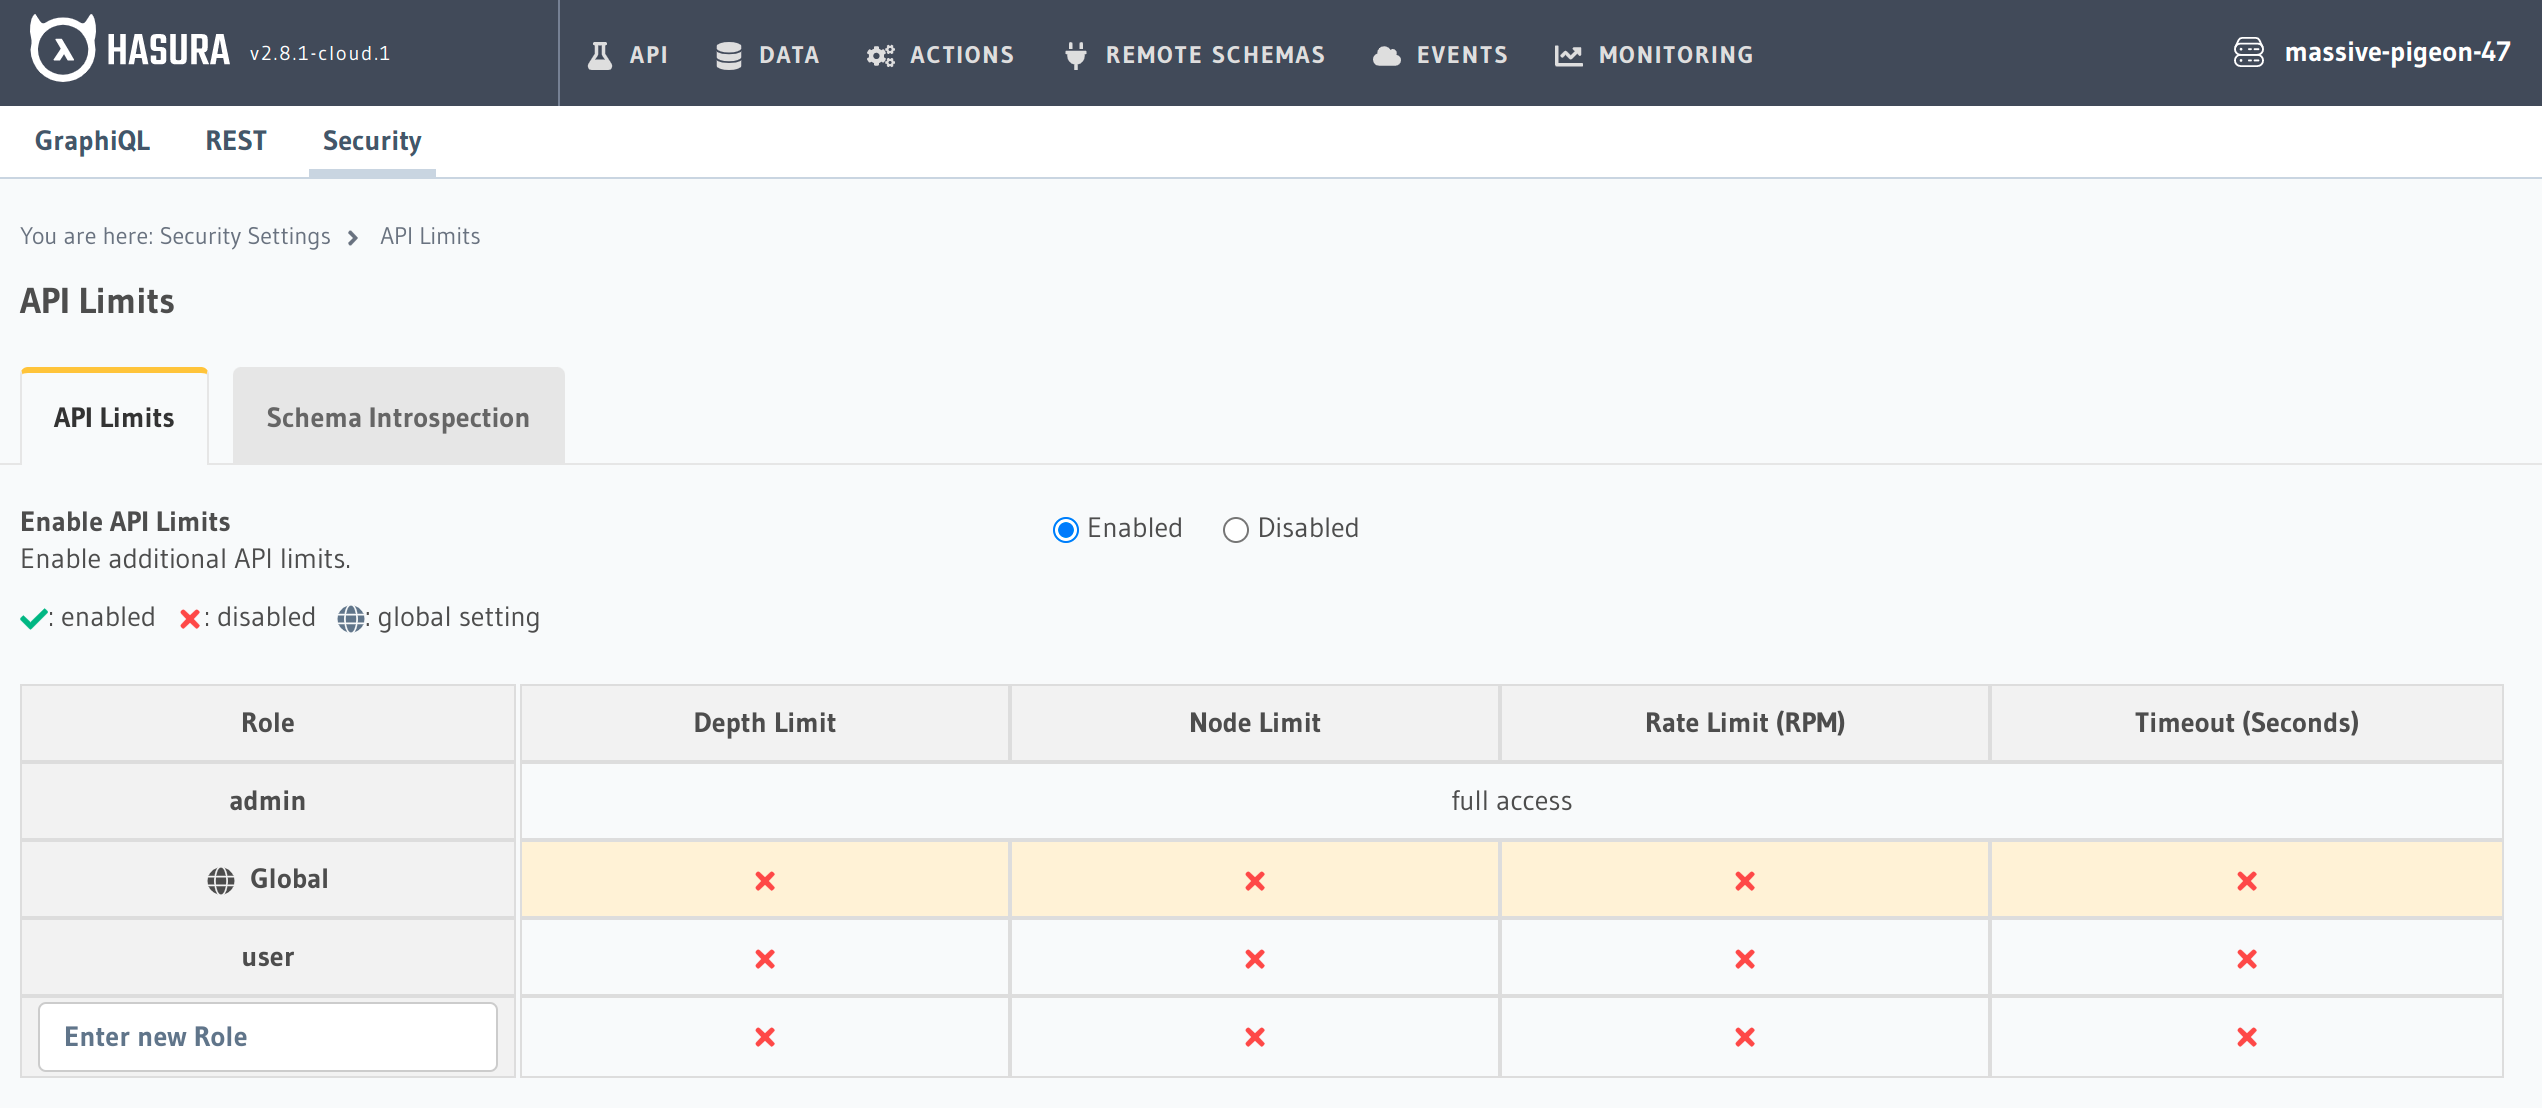 HASURA v2.8.1-cloud.1 API DATA ACTIONS REMOTE SCHEMAS EVENTS MONITORING massive-pigeon-47
GraphiQL REST Security
You are here: Security Settings API Limits
API Limits
API Limits Schema Introspection
Enable API Limits Enabled Disabled
Enable additional API limits.
: enabled : disabled : global setting
Role Depth Limit Node Limit Rate Limit (RPM) Timeout (Seconds)
admin full access
Global
user
Enter new Role